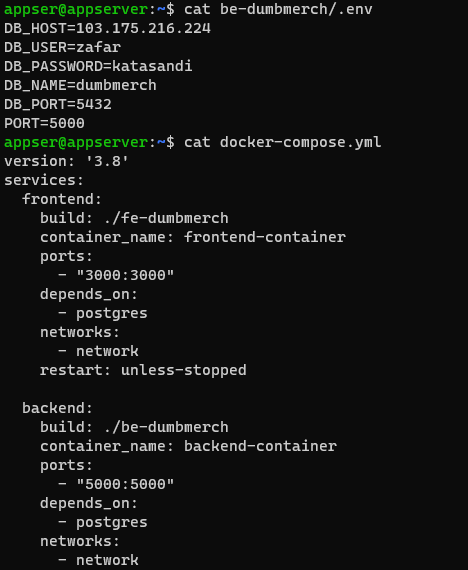 appser@appserver:~$ cat be-dumbmerch/.env
DB_HOST=103.175.216.224
DB_USER=zafar
DB_PASSWORD=katasandi
DB_NAME=dumbmerch
DB_PORT=5432
PORT=5000
appser@appserver:~$ cat docker-compose.yml
version: '3.8'
services:
  frontend:
    build: ./fe-dumbmerch
    container_name: frontend-container
    ports:
      - "3000:3000"
    depends_on:
      - postgres
    networks:
      - network
    restart: unless-stopped

  backend:
    build: ./be-dumbmerch
    container_name: backend-container
    ports:
      - "5000:5000"
    depends_on:
      - postgres
    networks:
      - network